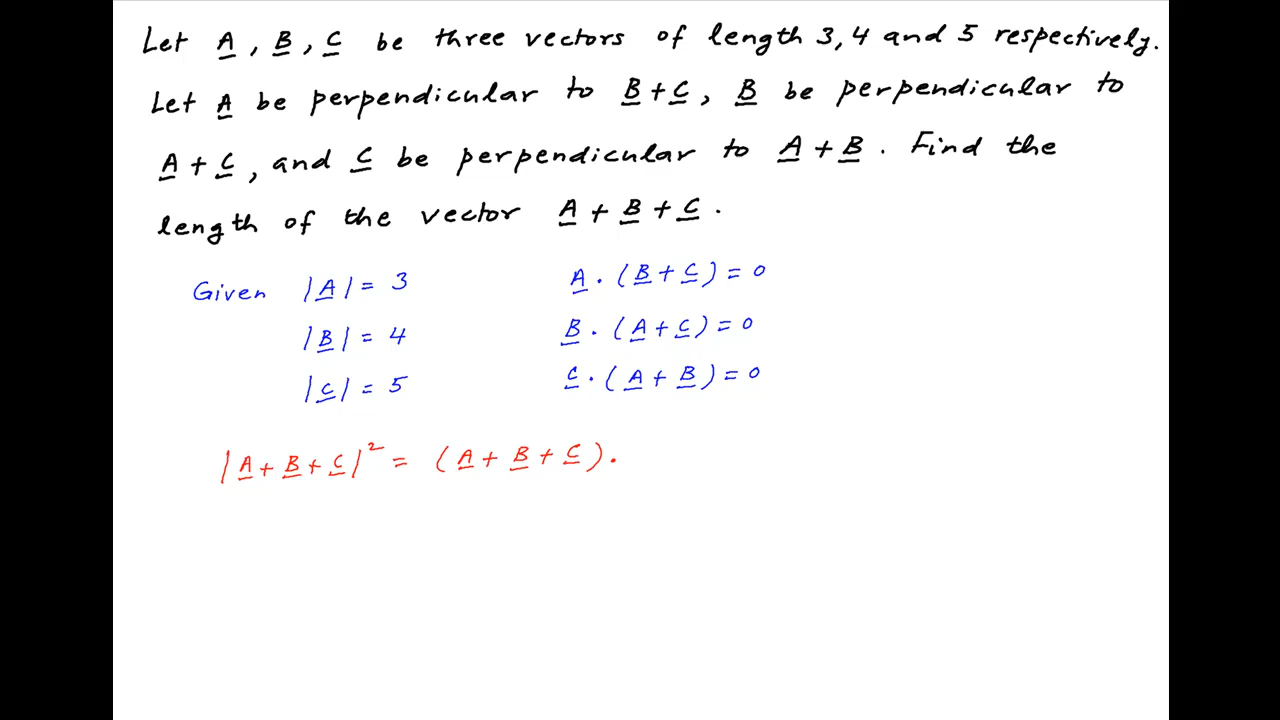 Let A, B, C be three vectors of length 3, 4 and 5 respectively.
Let A be perpendicular to B + C, B be perpendicular to
A + C, and C be perpendicular to A + B. Find the
length of the vector A + B + C.
Given |A| = 3 A · (B + C) = 0
|B| = 4 B · (A + C) = 0
|C| = 5 C · (A + B) = 0
|A + B + C|² = (A + B + C) ·